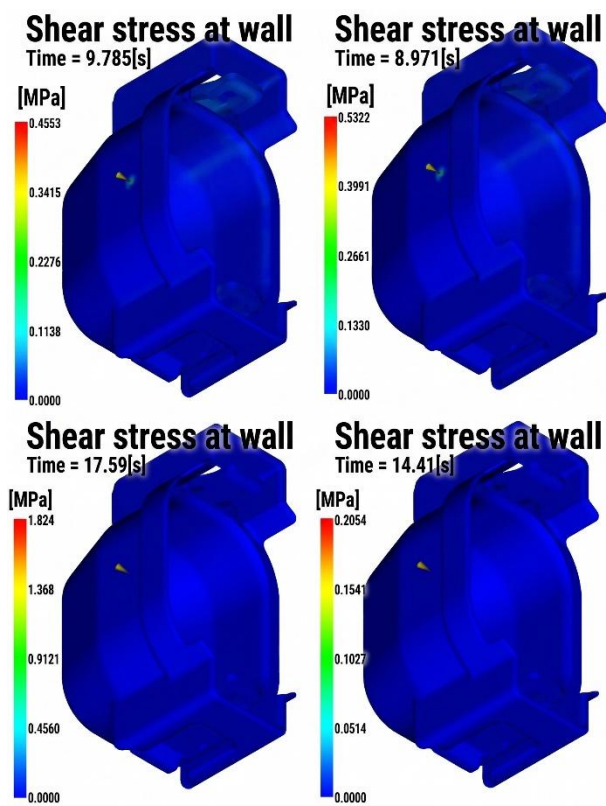 Shear stress at wall
Time = 9.785[s]
[MPa]
0.4553
0.3415
0.2276
0.1138
0.0000
Shear stress at wall
Time = 8.971[s]
[MPa]
0.5322
0.3991
0.2661
0.1330
0.0000
Shear stress at wall
Time = 17.59[s]
[MPa]
1.824
1.368
0.9121
0.4560
0.0000
Shear stress at wall
Time = 14.41[s]
[MPa]
0.2054
0.1541
0.1027
0.0514
0.0000